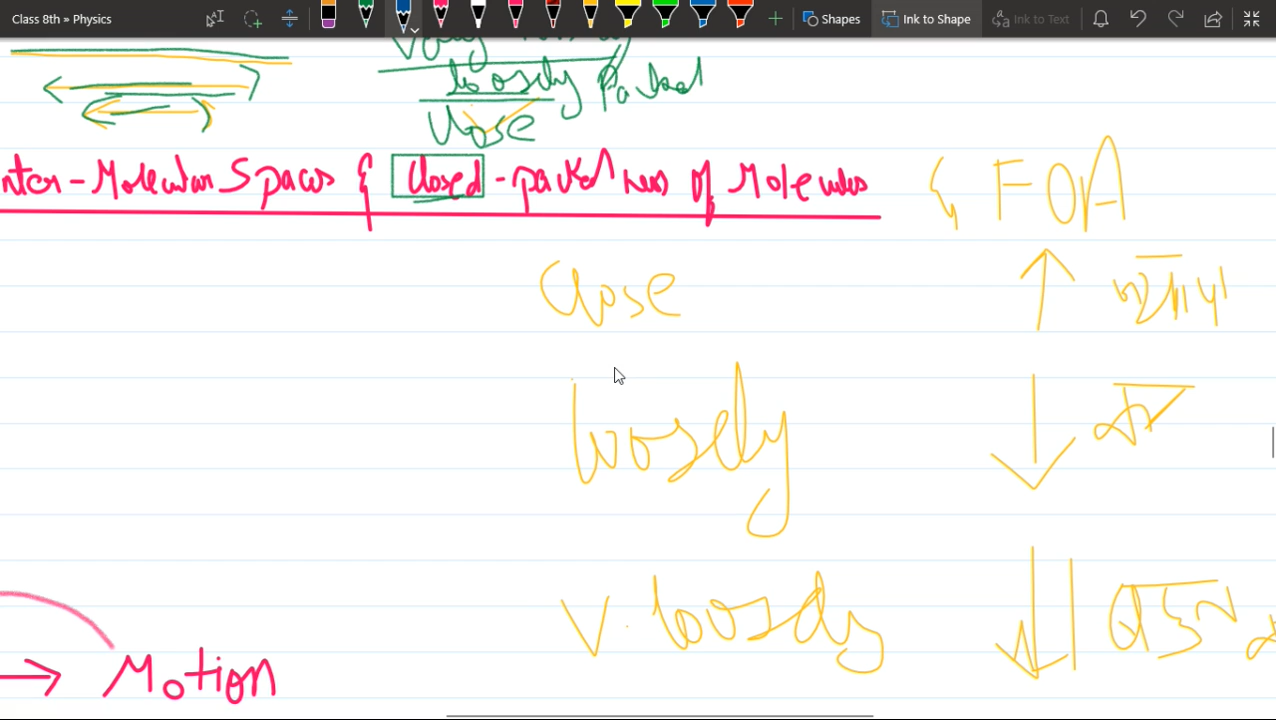 Class 8th » Physics
Shapes
Ink to Shape
Ink to Text
loosely Packed
Close
Inter-Molecular Spaces & Closed-packedness of Molecules
{ FOA
Close
loosely
V. loosely
→ Motion